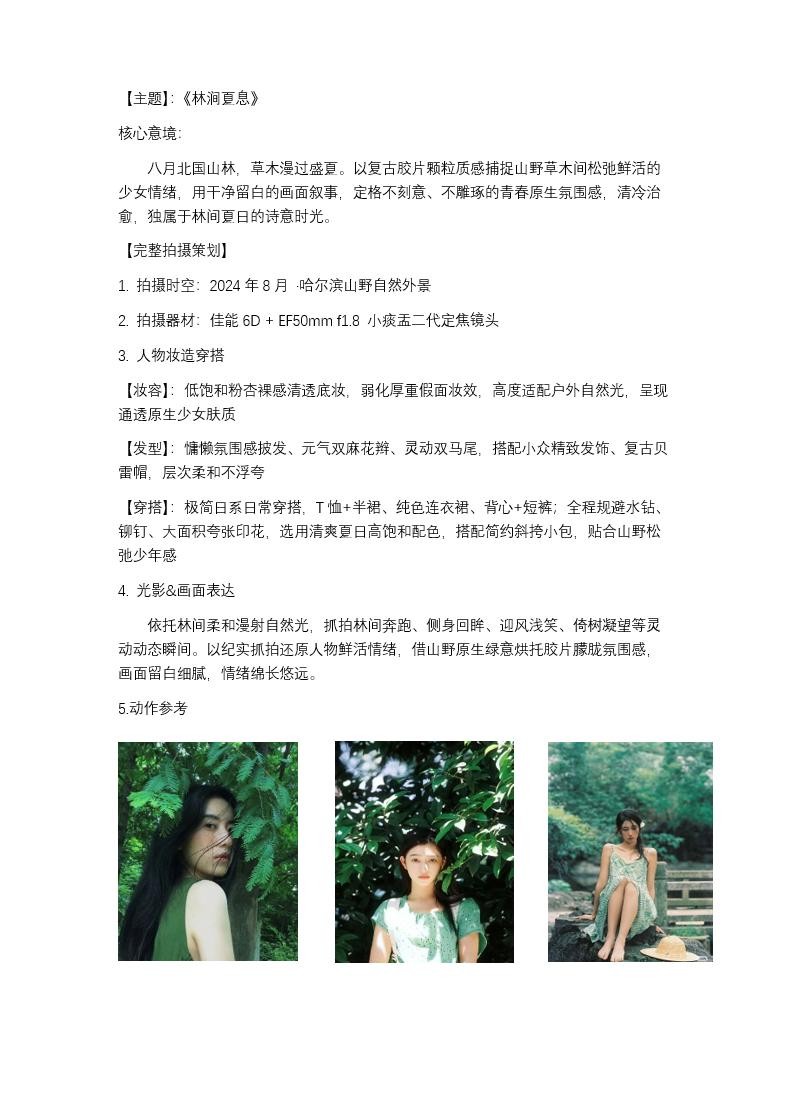 【主题】：《林涧夏息》
核心意境：
八月北国山林，草木漫过盛夏。以复古胶片颗粒质感捕捉山野草木间松弛鲜活的
少女情绪，用干净留白的画面叙事，定格不刻意、不雕琢的青春原生氛围感，清冷治
愈，独属于林间夏日的诗意时光。
【完整拍摄策划】
1. 拍摄时空：2024 年 8 月 ·哈尔滨山野自然外景
2. 拍摄器材：佳能 6D + EF50mm f1.8 小痰盂二代定焦镜头
3. 人物妆造穿搭
【妆容】：低饱和粉杏裸感清透底妆，弱化厚重假面妆效，高度适配户外自然光，呈现
通透原生少女肤质
【发型】：慵懒氛围感披发、元气双麻花辫、灵动双马尾，搭配小众精致发饰、复古贝
雷帽，层次柔和不浮夸
【穿搭】：极简日系日常穿搭，T 恤+半裙、纯色连衣裙、背心+短裤；全程规避水钻、
铆钉、大面积夸张印花，选用清爽夏日高饱和配色，搭配简约斜挎小包，贴合山野松
弛少年感
4. 光影&画面表达
依托林间柔和漫射自然光，抓拍林间奔跑、侧身回眸、迎风浅笑、倚树凝望等灵
动动态瞬间。以纪实抓拍还原人物鲜活情绪，借山野原生绿意烘托胶片朦胧氛围感，
画面留白细腻，情绪绵长悠远。
5.动作参考